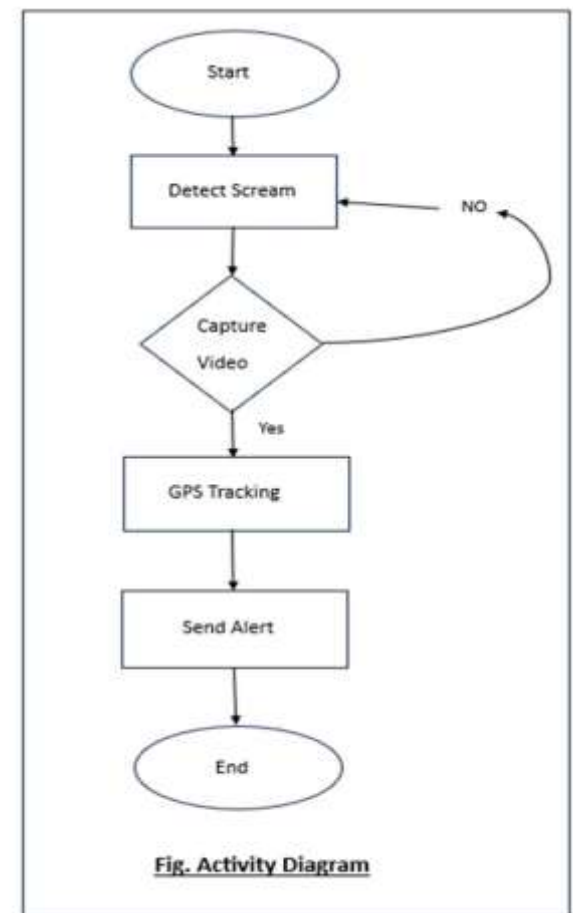 Start
Detect Scream
NO
Capture
Video
Yes
GPS Tracking
Send Alert
End
Fig. Activity Diagram